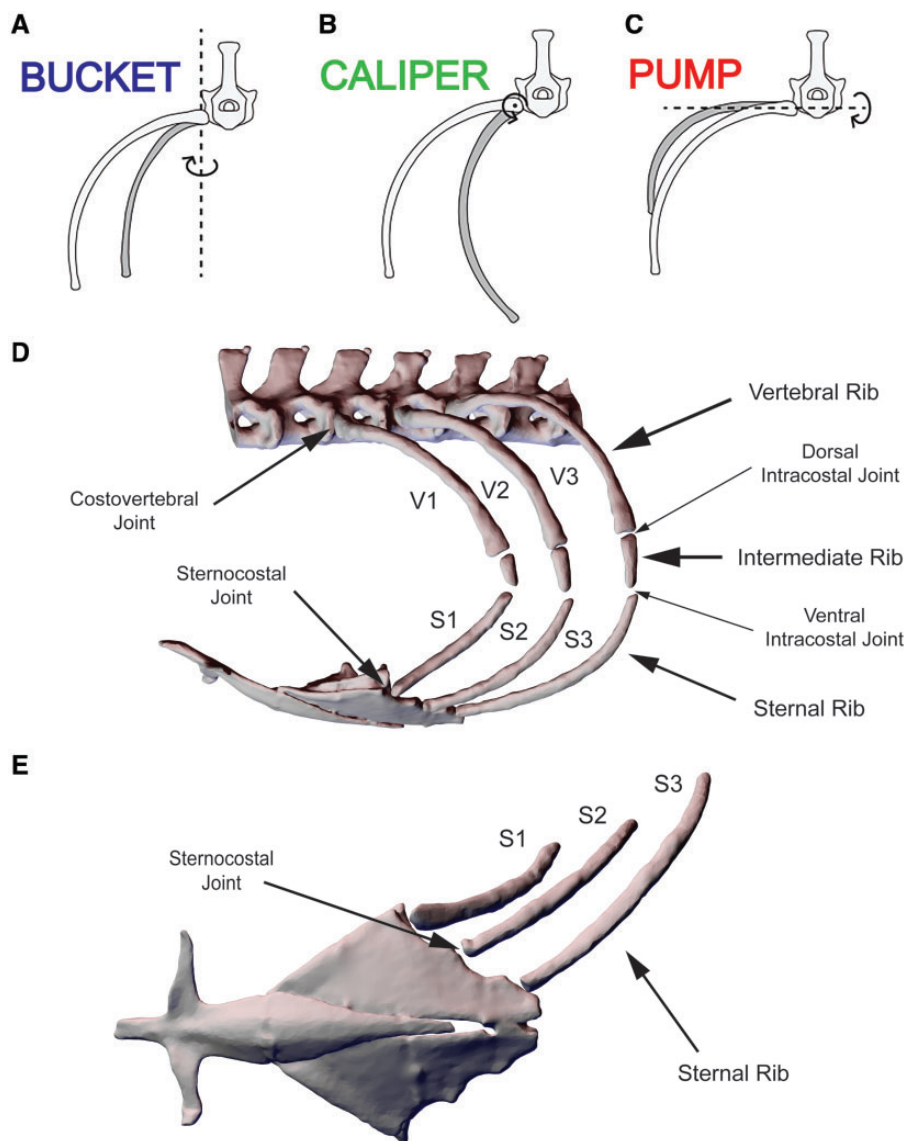 A
BUCKET
B
CALIPER
C
PUMP
D
Vertebral Rib
Dorsal
Intracostal Joint
V1
V2
V3
Costovertebral
Joint
Intermediate Rib
Sternocostal
Joint
S1
S2
S3
Ventral
Intracostal Joint
Sternal Rib
E
S3
S2
S1
Sternocostal
Joint
Sternal Rib